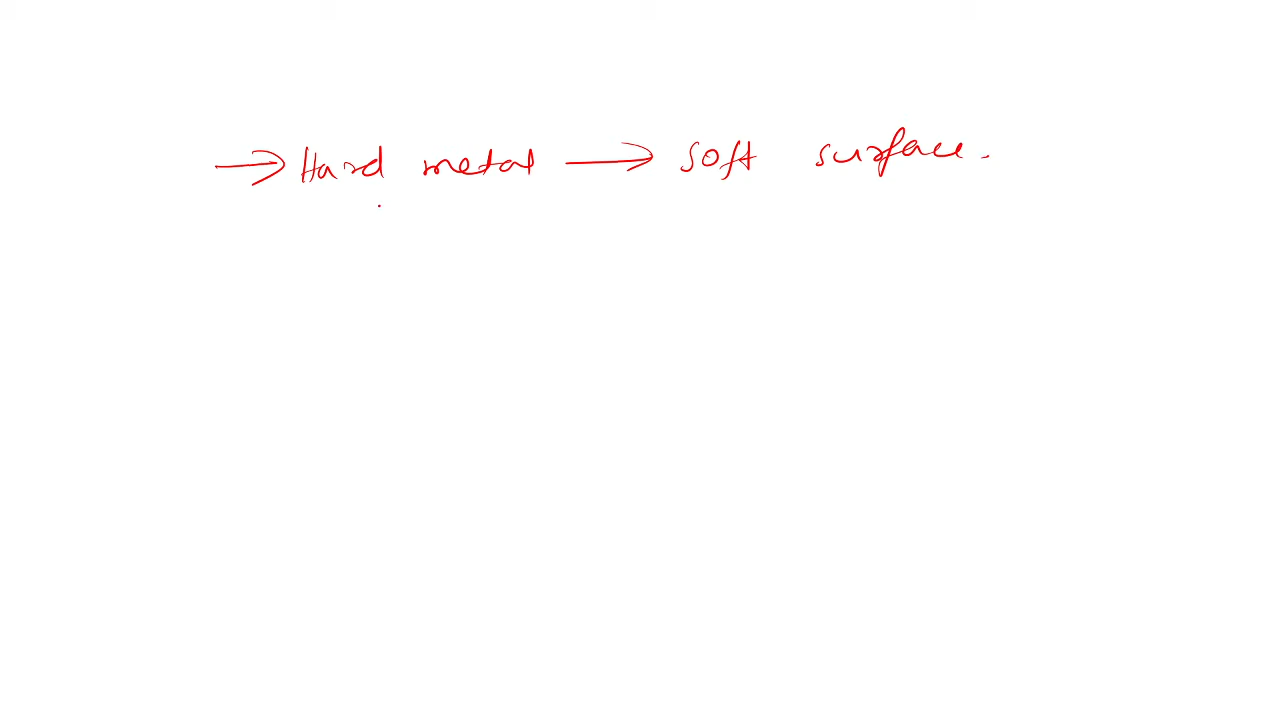 → Hard metal → soft surface.